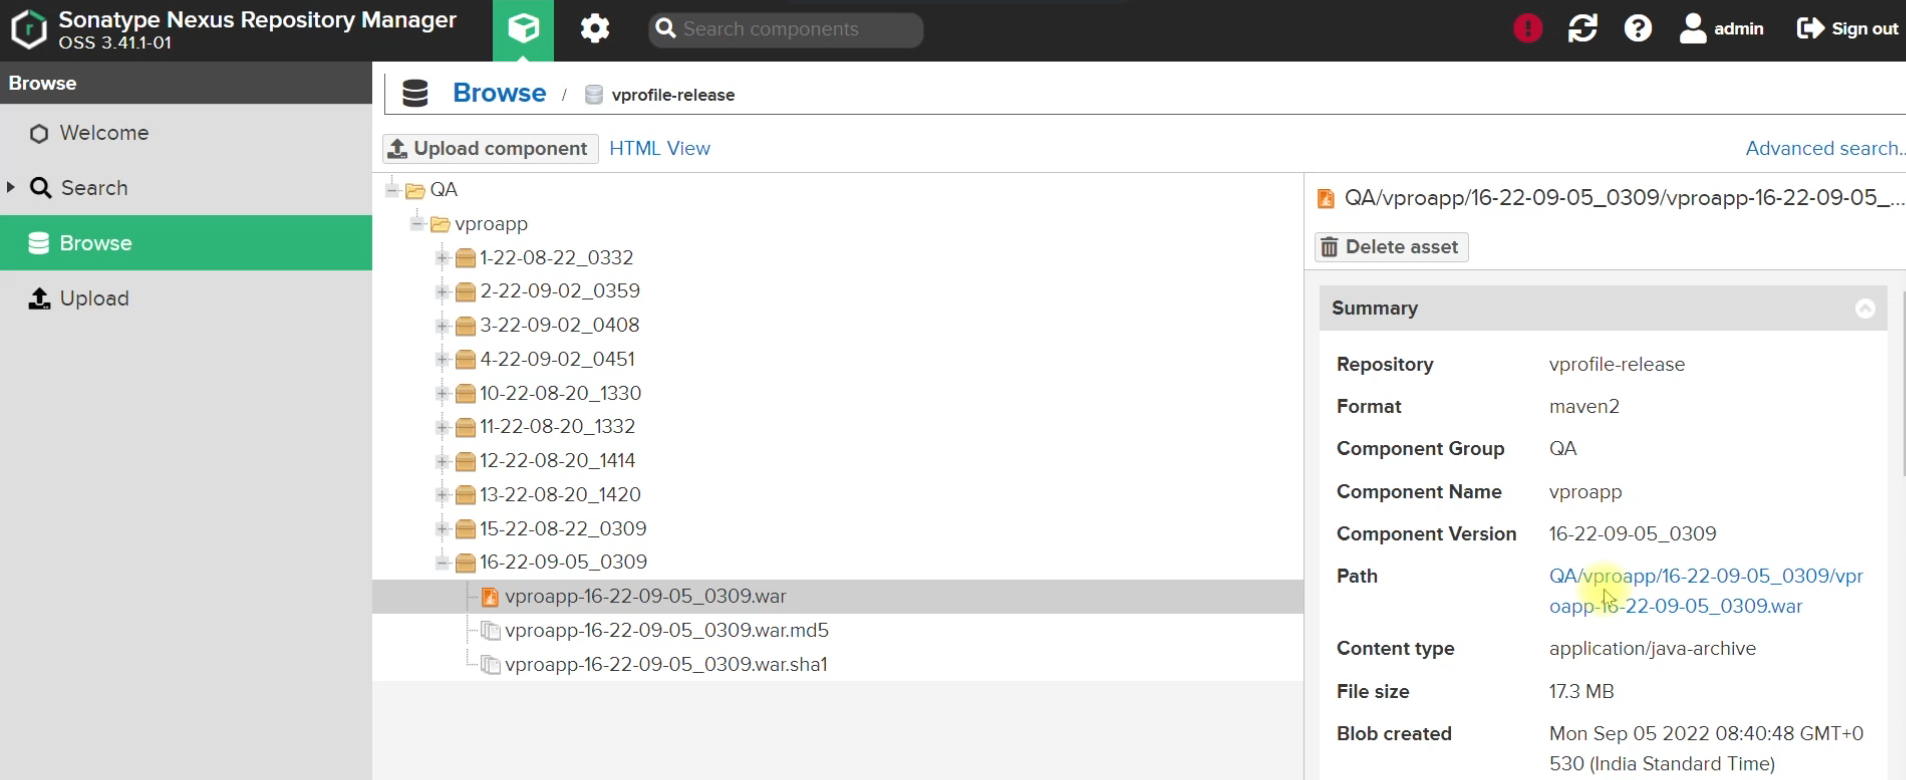 Sonatype Nexus Repository Manager
OSS 3.41.1-01
Search components
admin
Sign out
Browse
Welcome
Search
Browse
Upload
Browse / vprofile-release
Upload component
HTML View
Advanced search..
QA
vproapp
1-22-08-22_0332
2-22-09-02_0359
3-22-09-02_0408
4-22-09-02_0451
10-22-08-20_1330
11-22-08-20_1332
12-22-08-20_1414
13-22-08-20_1420
15-22-08-22_0309
16-22-09-05_0309
vproapp-16-22-09-05_0309.war
vproapp-16-22-09-05_0309.war.md5
vproapp-16-22-09-05_0309.war.sha1
QA/vproapp/16-22-09-05_0309/vproapp-16-22-09-05_...
Delete asset
Summary
Repository vprofile-release
Format maven2
Component Group QA
Component Name vproapp
Component Version 16-22-09-05_0309
Path QA/vproapp/16-22-09-05_0309/vpr
oapp-16-22-09-05_0309.war
Content type application/java-archive
File size 17.3 MB
Blob created Mon Sep 05 2022 08:40:48 GMT+0
530 (India Standard Time)